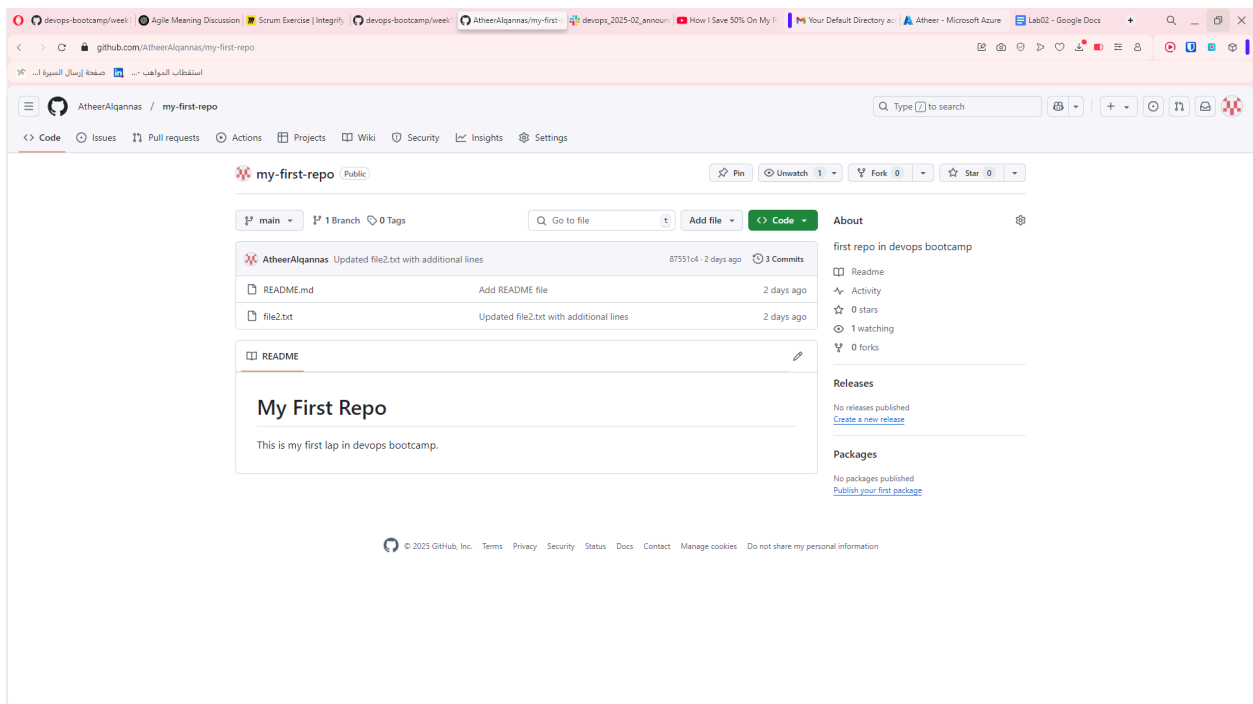 devops-bootcamp/week
Agile Meaning Discussion
Scrum Exercise | Integrify
devops-bootcamp/week
AtheerAlqannas/my-first-
devops_2025-02_announ
How I Save 50% On My F
Your Default Directory ac
Atheer - Microsoft Azure
Lab02 - Google Docs
github.com/AtheerAlqannas/my-first-repo
صفحة إرسال السيرة ا...
استقطاب المواهب -...
AtheerAlqannas / my-first-repo
Type / to search
Code Issues Pull requests Actions Projects Wiki Security Insights Settings
my-first-repo Public
Pin Unwatch 1 Fork 0 Star 0
main 1 Branch 0 Tags Go to file t Add file Code
AtheerAlqannas Updated file2.txt with additional lines 87551c4 · 2 days ago 3 Commits
README.md Add README file 2 days ago
file2.txt Updated file2.txt with additional lines 2 days ago
README
My First Repo
This is my first lap in devops bootcamp.
About
first repo in devops bootcamp
Readme
Activity
0 stars
1 watching
0 forks
Releases
No releases published
Create a new release
Packages
No packages published
Publish your first package
© 2025 GitHub, Inc. Terms Privacy Security Status Docs Contact Manage cookies Do not share my personal information